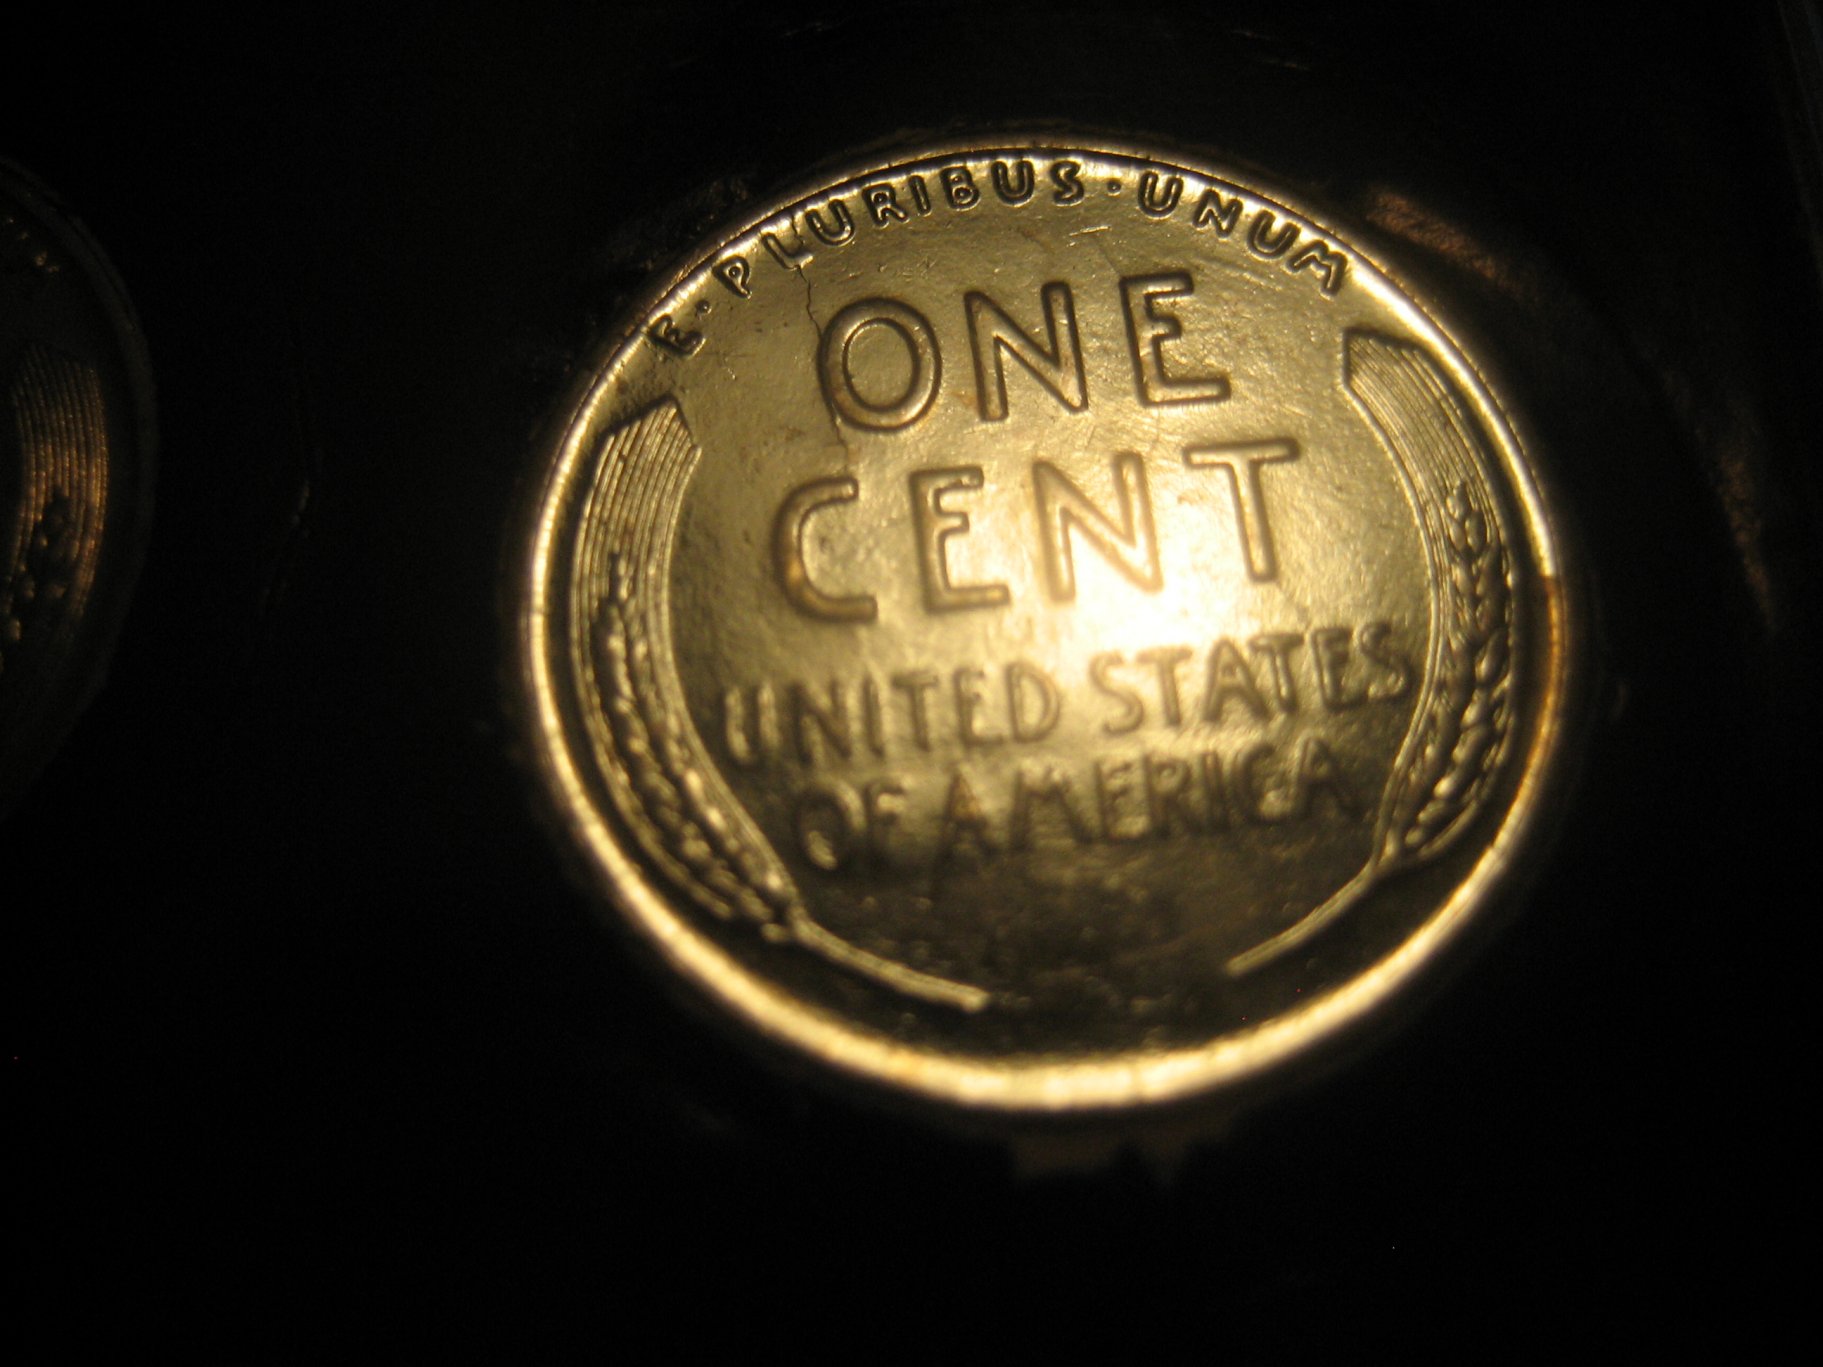 E·PLURIBUS·UNUM
ONE
CENT
UNITED STATES
OF AMERICA